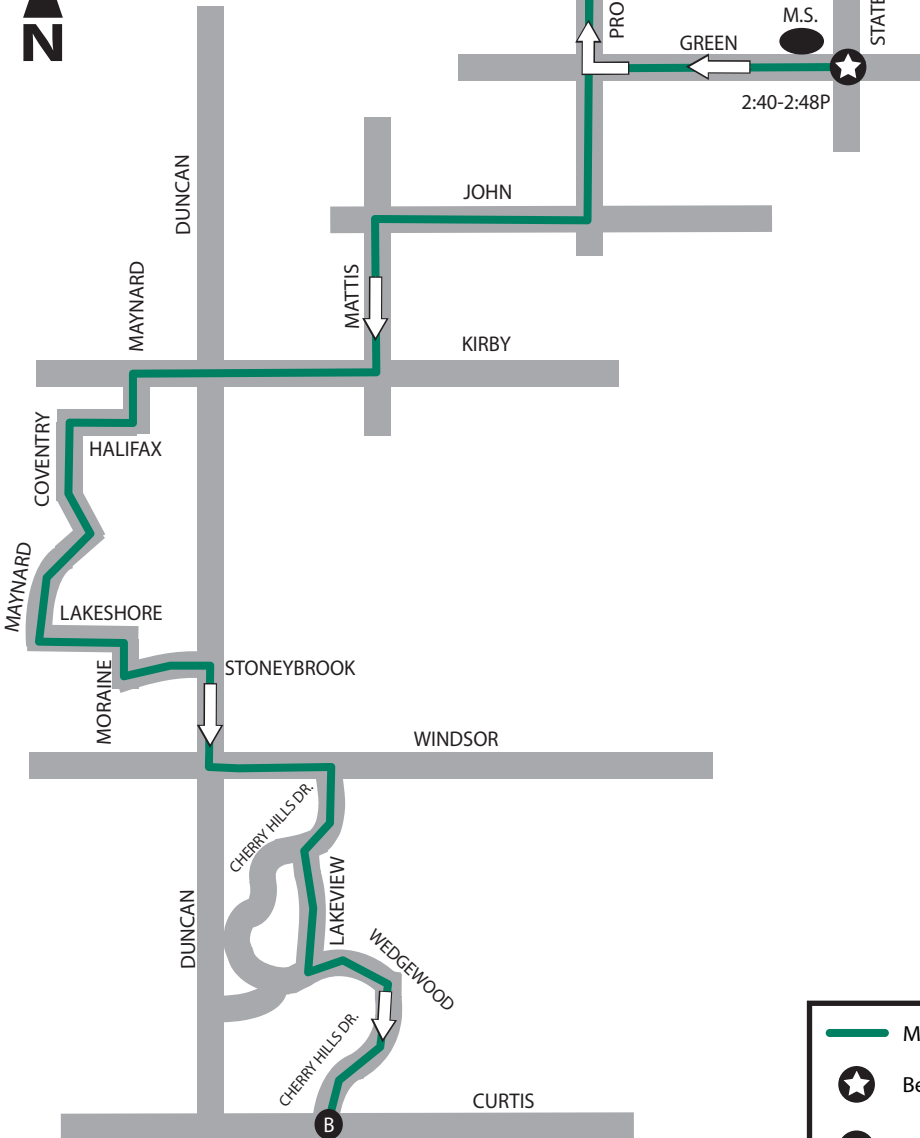 N
PRO
M.S.
STATE
GREEN
2:40-2:48P
DUNCAN
JOHN
MAYNARD
MATTIS
KIRBY
COVENTRY
HALIFAX
MAYNARD
LAKESHORE
MORAINE
STONEYBROOK
WINDSOR
CHERRY HILLS DR.
DUNCAN
LAKEVIEW
WEDGEWOOD
CHERRY HILLS DR.
M
Be
CURTIS
B